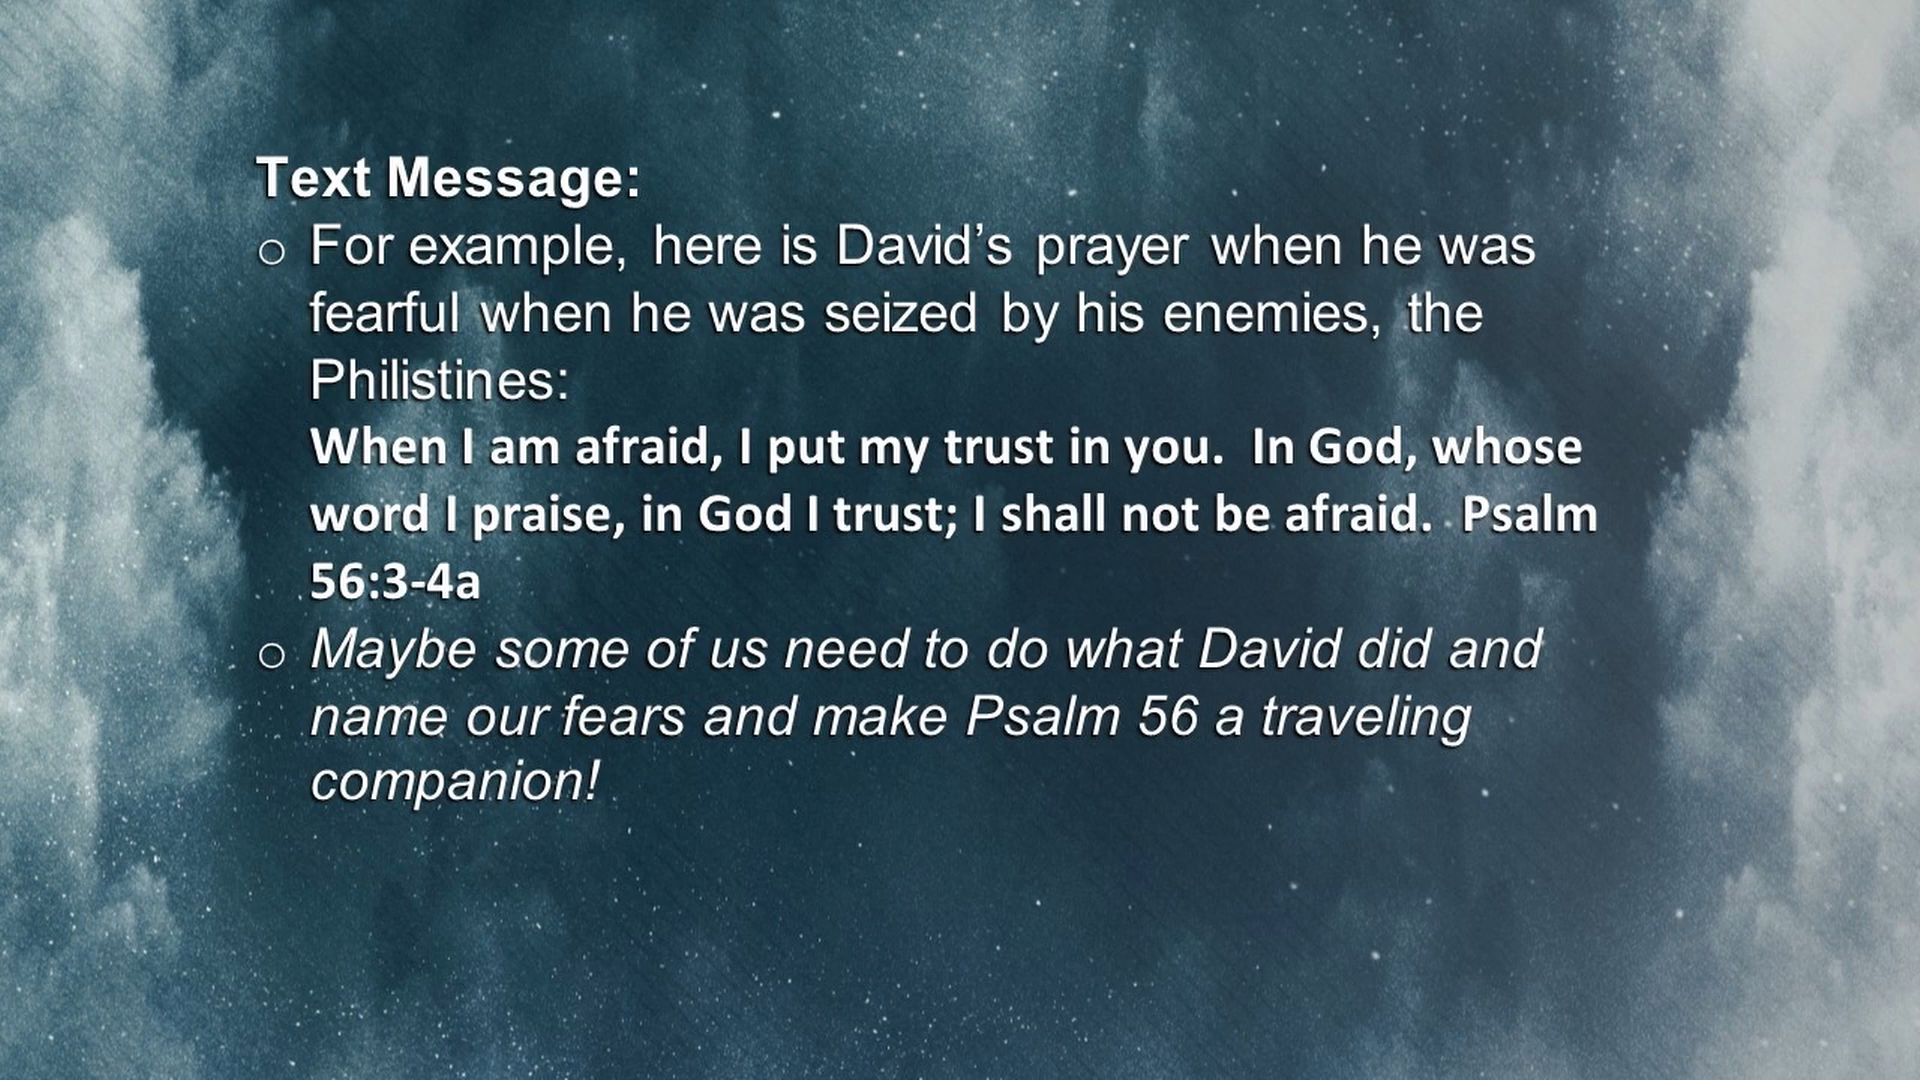 Text Message:
o For example, here is David’s prayer when he was
fearful when he was seized by his enemies, the
Philistines:
When I am afraid, I put my trust in you.  In God, whose
word I praise, in God I trust; I shall not be afraid.  Psalm
56:3-4a
o Maybe some of us need to do what David did and
name our fears and make Psalm 56 a traveling
companion!